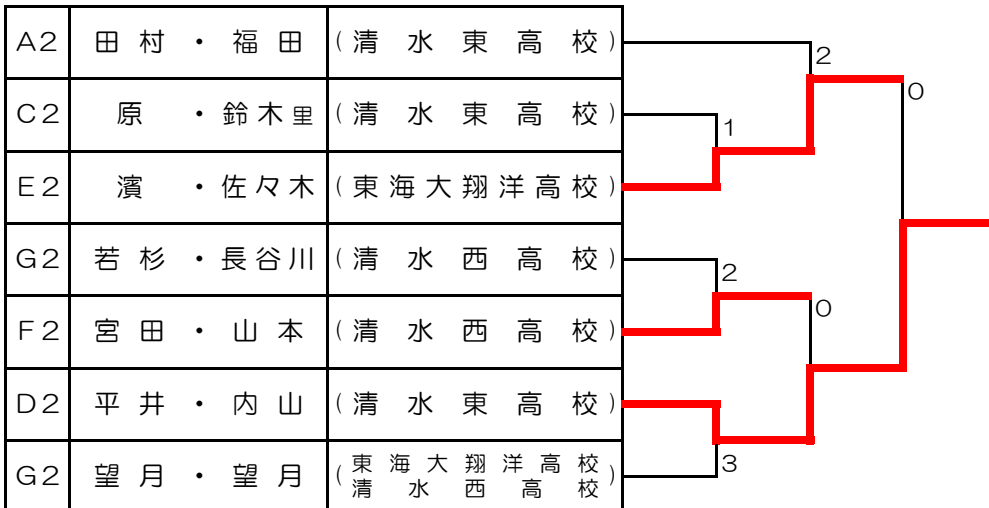 A2 田村・福田 (清水東高校)
2
0
C2 原・鈴木里 (清水東高校)
1
E2 濱・佐々木 (東海大翔洋高校)
G2 若杉・長谷川 (清水西高校)
2
0
F2 宮田・山本 (清水西高校)
D2 平井・内山 (清水東高校)
3
G2 望月・望月 (東海大翔洋高校
清水西高校)